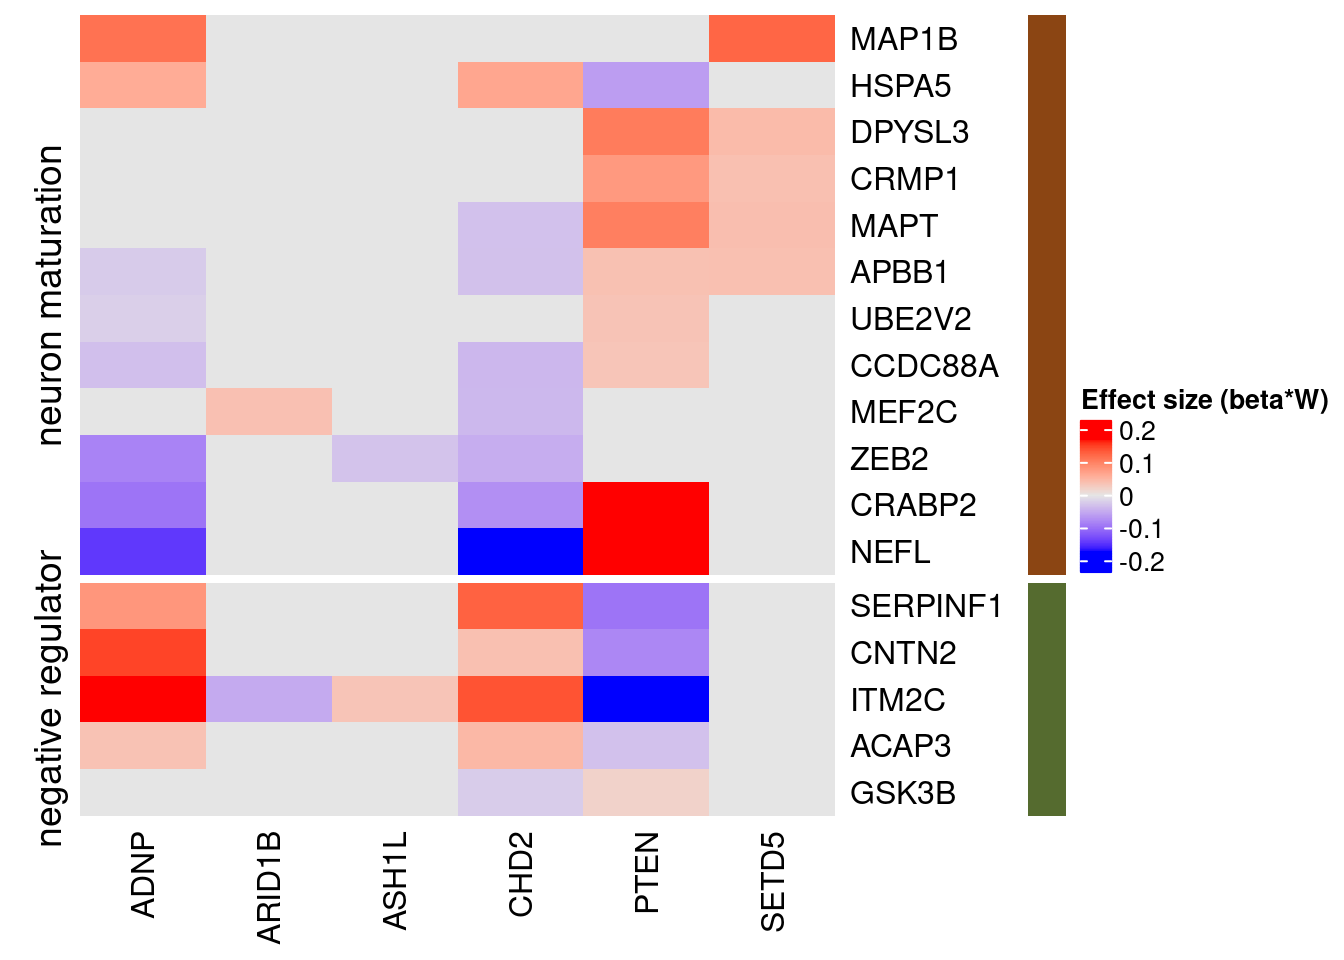 neuron maturation
negative regulator
MAP1B
HSPA5
DPYSL3
CRMP1
MAPT
APBB1
UBE2V2
CCDC88A
MEF2C
ZEB2
CRABP2
NEFL
SERPINF1
CNTN2
ITM2C
ACAP3
GSK3B
ADNP
ARID1B
ASH1L
CHD2
PTEN
SETD5
Effect size (beta*W)
0.2
0.1
0
-0.1
-0.2